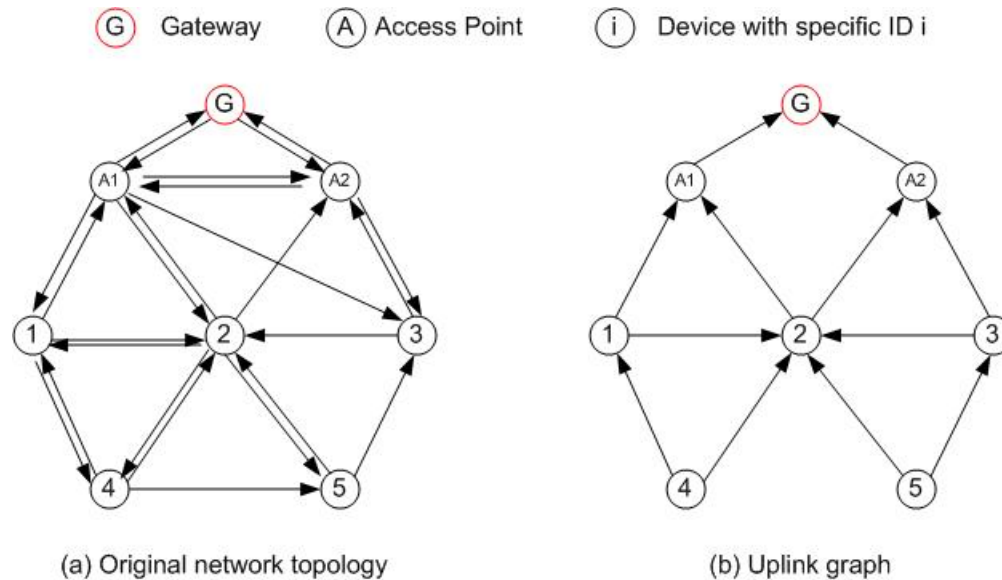 G Gateway A Access Point i Device with specific ID i
G G
A1 A2 A1 A2
1 2 3 1 2 3
4 5 4 5
(a) Original network topology (b) Uplink graph